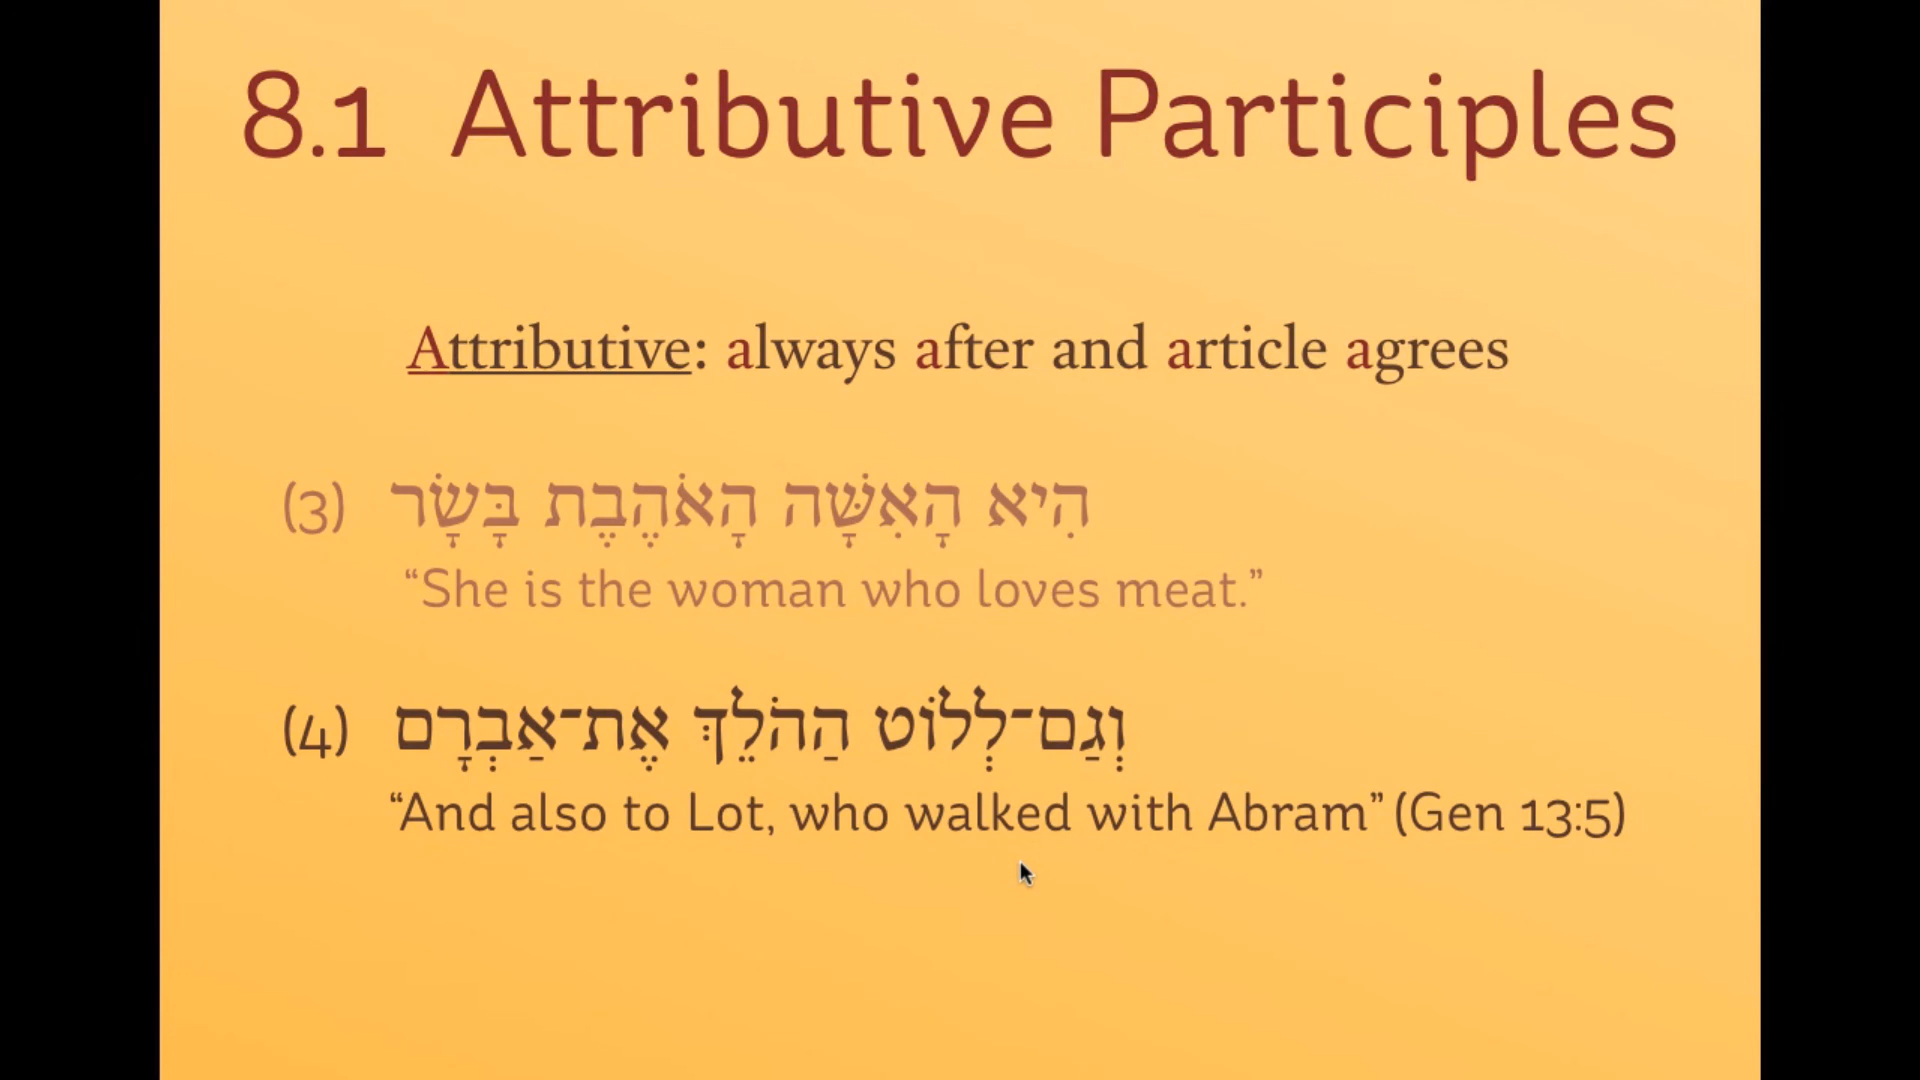 8.1 Attributive Participles
Attributive: always after and article agrees
(3) הִיא הָאִשָּׁה הָאֹהֶבֶת בָּשָׂר
“She is the woman who loves meat.”
(4) וְגַם־לְלוֹט הַהֹלֵךְ אֶת־אַבְרָם
“And also to Lot, who walked with Abram” (Gen 13:5)